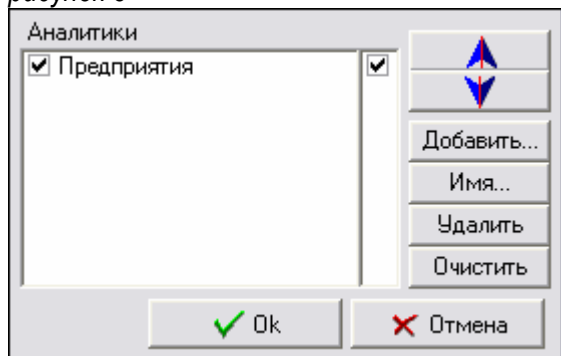 Аналитики
Предприятия
Добавить...
Имя...
Удалить
Очистить
Ok
Отмена